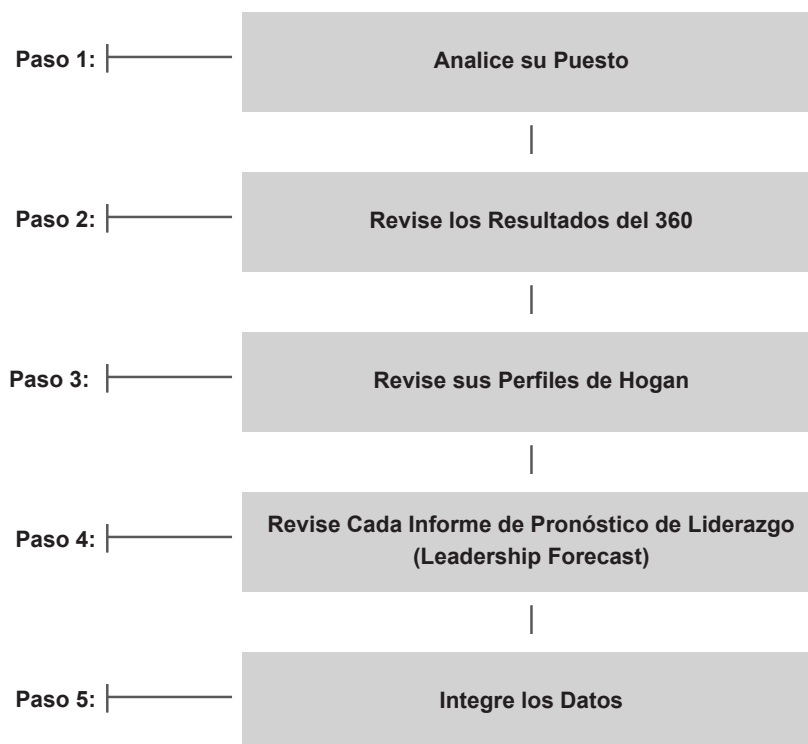 Paso 1:
Analice su Puesto
Paso 2:
Revise los Resultados del 360
Paso 3:
Revise sus Perfiles de Hogan
Paso 4:
Revise Cada Informe de Pronóstico de Liderazgo
(Leadership Forecast)
Paso 5:
Integre los Datos